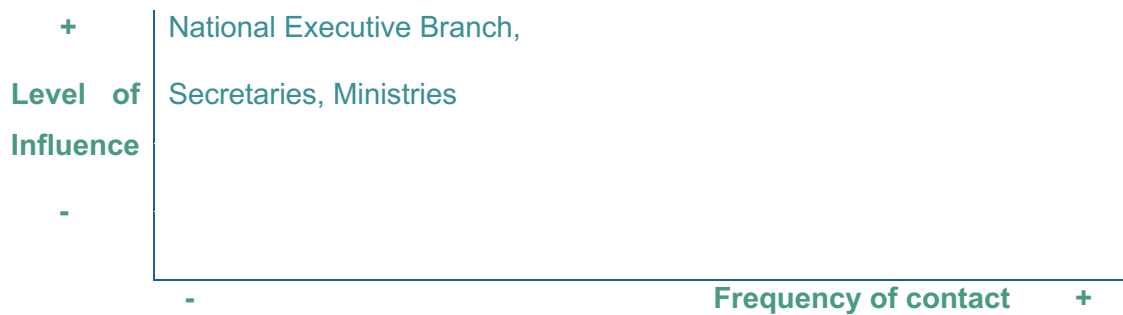 + National Executive Branch,
Level of Secretaries, Ministries
Influence
-
- Frequency of contact +